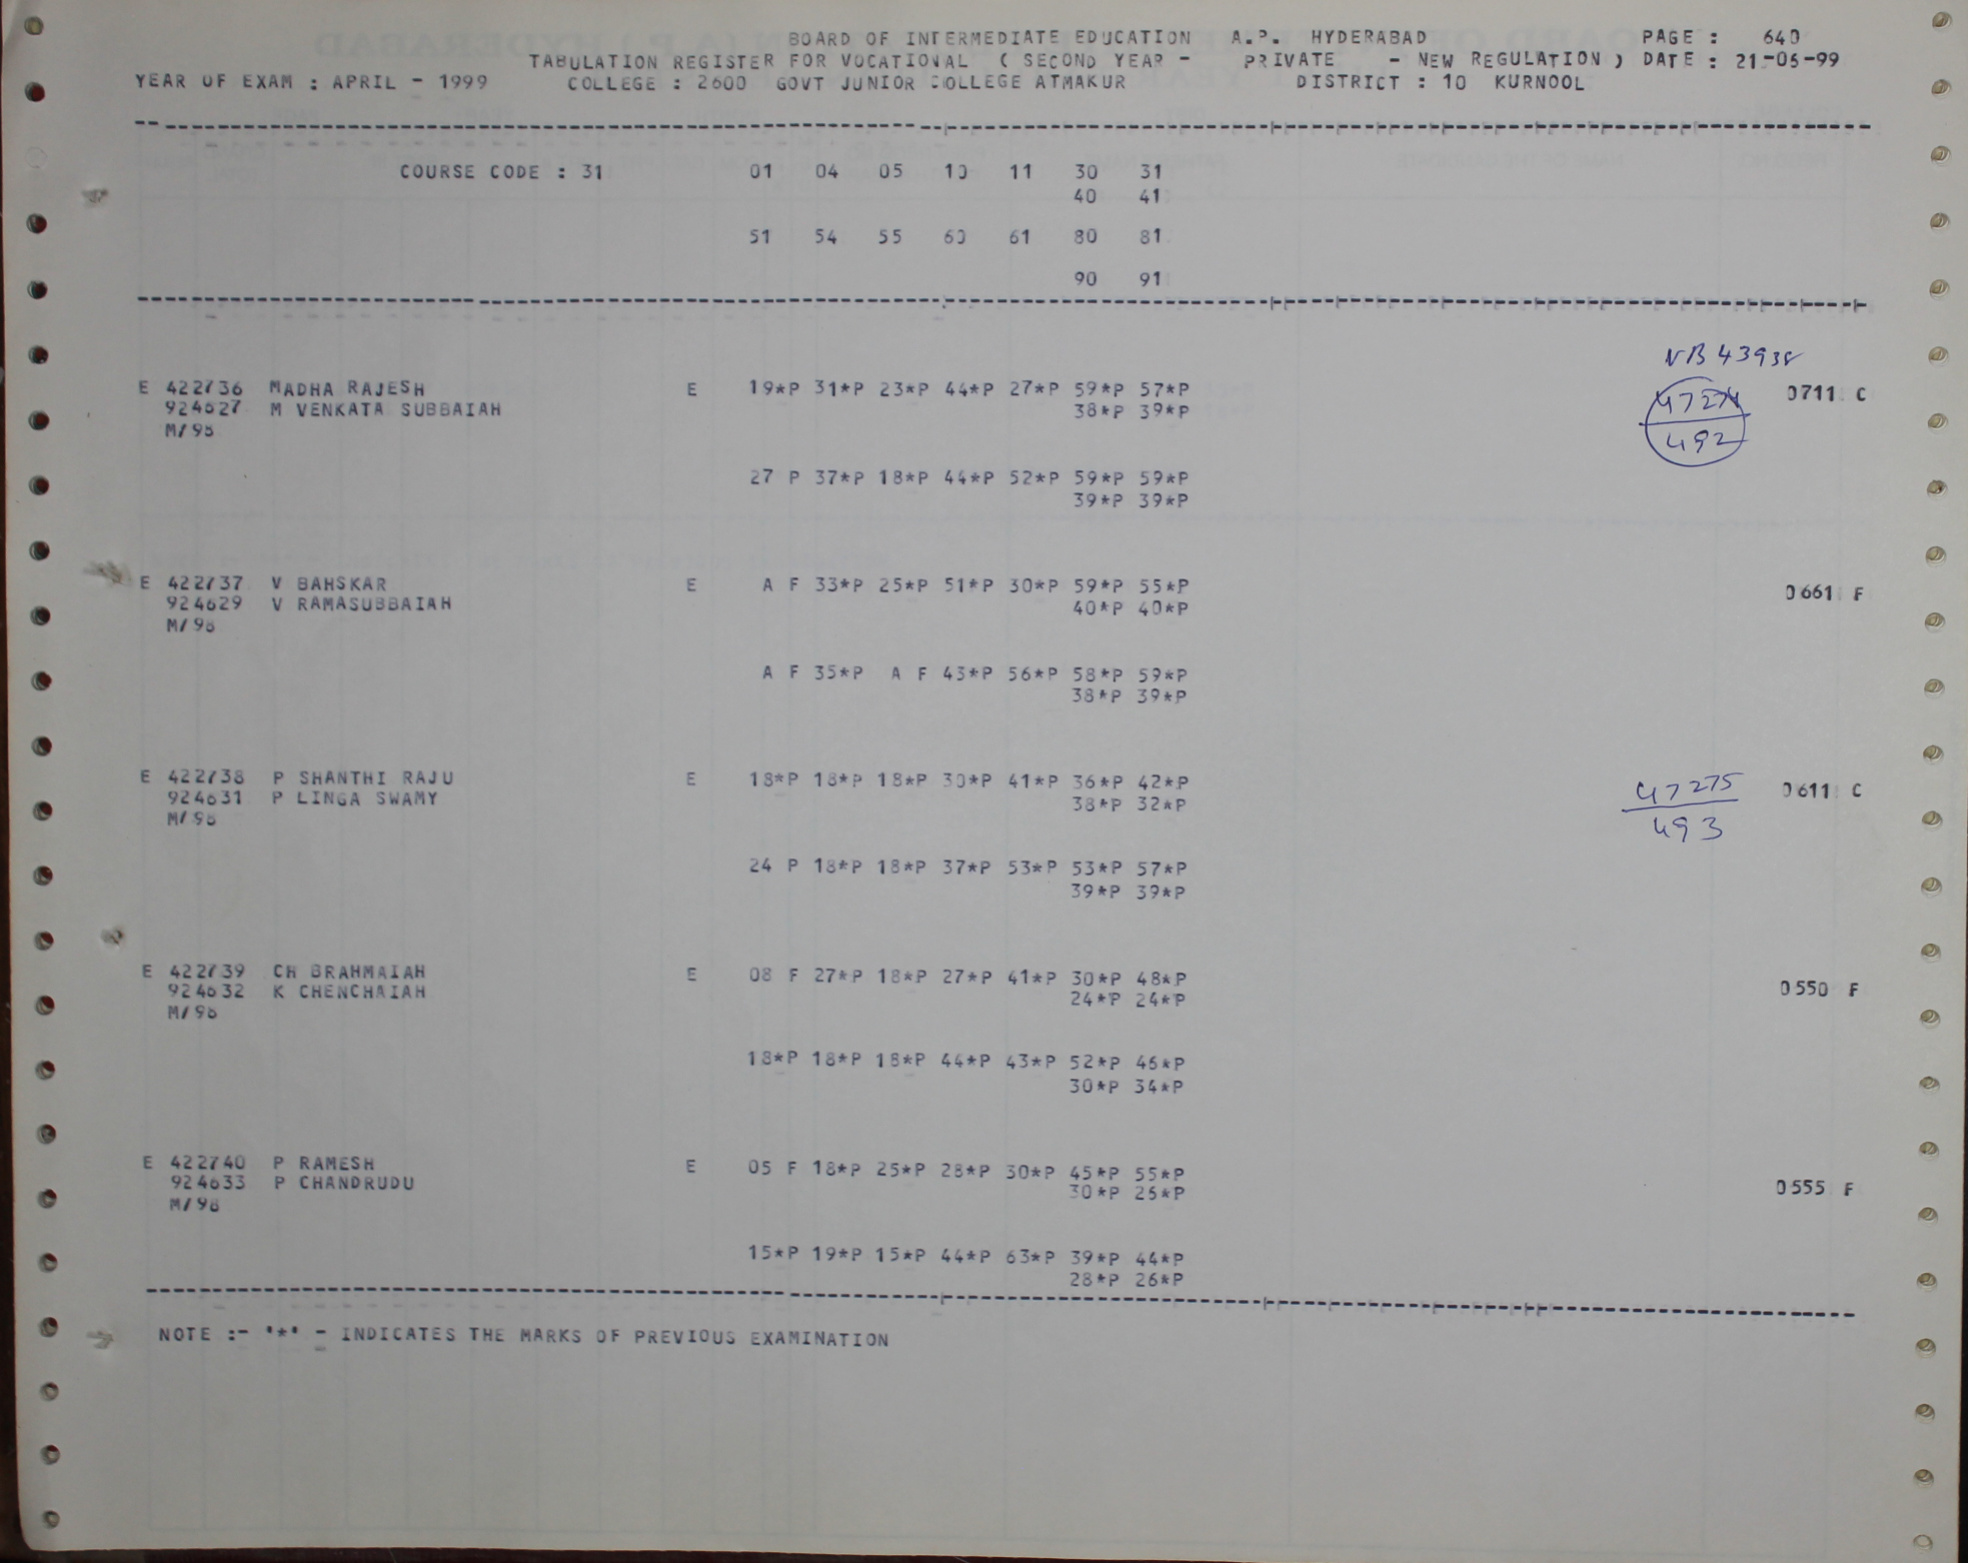 BOARD OF INTERMEDIATE EDUCATION A.P. HYDERABAD PAGE : 640
TABULATION REGISTER FOR VOCATIONAL ( SECOND YEAR - PRIVATE - NEW REGULATION ) DATE : 21-05-99
YEAR OF EXAM : APRIL - 1999 COLLEGE : 2600 GOVT JUNIOR COLLEGE ATMAKUR DISTRICT : 10 KURNOOL
COURSE CODE : 31 01 04 05 10 11 30 31
40 41
51 54 55 60 61 80 81
90 91
NB 43938
E 422736 MADHA RAJESH E 19*P 31*P 23*P 44*P 27*P 59*P 57*P 47274 0711 C
924627 M VENKATA SUBBAIAH 38*P 39*P
M/98 492
27 P 37*P 18*P 44*P 52*P 59*P 59*P
39*P 39*P
E 422737 V BAHSKAR E A F 33*P 25*P 51*P 30*P 59*P 55*P 0661 F
924629 V RAMASUBBAIAH 40*P 40*P
M/98
A F 35*P A F 43*P 56*P 58*P 59*P
38*P 39*P
E 422738 P SHANTHI RAJU E 18*P 18*P 18*P 30*P 41*P 36*P 42*P 47275 0611 C
924631 P LINGA SWAMY 38*P 32*P
M/98 493
24 P 18*P 18*P 37*P 53*P 53*P 57*P
39*P 39*P
E 422739 CH BRAHMAIAH E 08 F 27*P 18*P 27*P 41*P 30*P 48*P
924632 K CHENCHAIAH 24*P 24*P 0550 F
M/98
18*P 18*P 18*P 44*P 43*P 52*P 46*P
30*P 34*P
E 422740 P RAMESH E 05 F 18*P 25*P 28*P 30*P 45*P 55*P
924633 P CHANDRUDU 30*P 26*P 0555 F
M/98
15*P 19*P 15*P 44*P 63*P 39*P 44*P
28*P 26*P
NOTE :- '*' - INDICATES THE MARKS OF PREVIOUS EXAMINATION